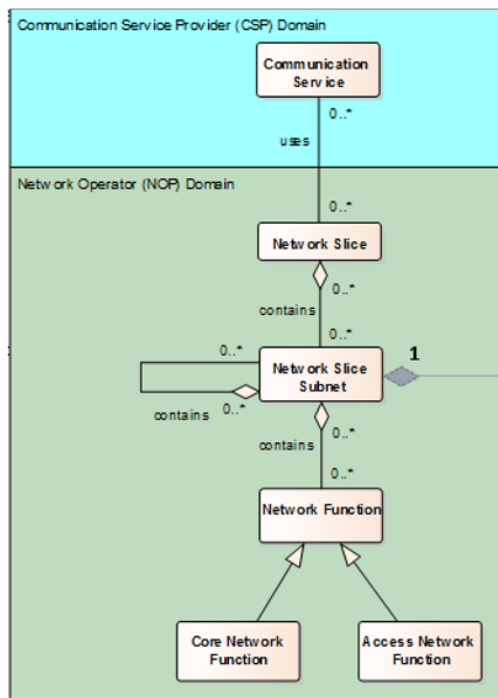 Communication Service Provider (CSP) Domain
Communication
Service
0..*
uses
Network Operator (NOP) Domain
0..*
Network Slice
0..*
contains
0..*
0..*
Network Slice
Subnet
1
contains
0..*
0..*
contains
0..*
Network Function
Core Network
Function
Access Network
Function